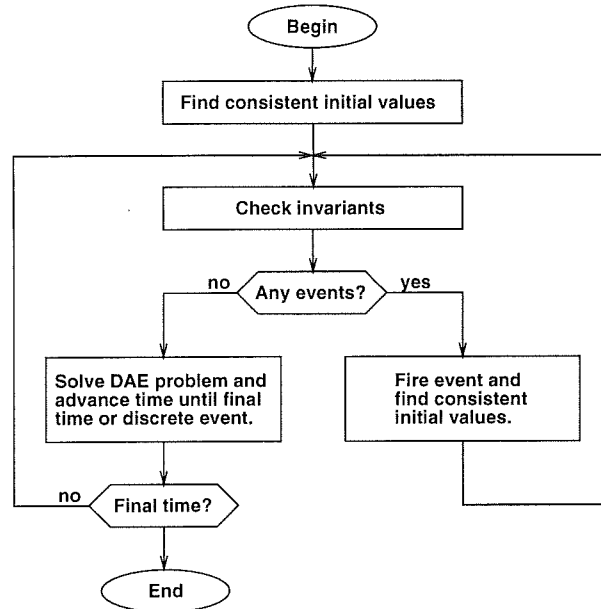 Begin
Find consistent initial values
Check invariants
no
Any events?
yes
Solve DAE problem and
advance time until final
time or discrete event.
Fire event and
find consistent
initial values.
no
Final time?
End